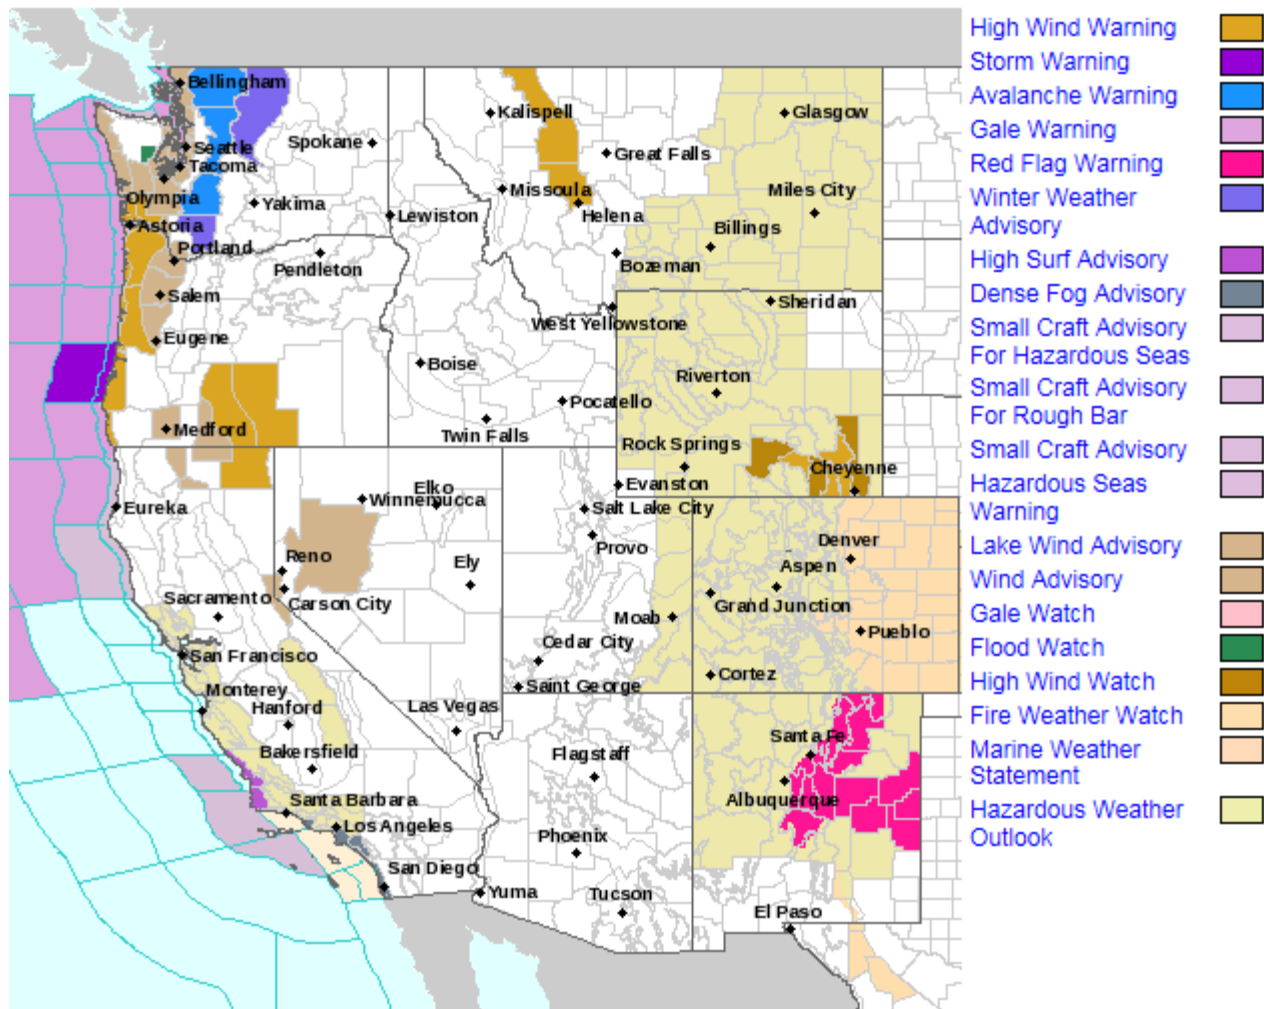 High Wind Warning
Storm Warning
Avalanche Warning
Gale Warning
Red Flag Warning
Winter Weather
Advisory
High Surf Advisory
Dense Fog Advisory
Small Craft Advisory
For Hazardous Seas
Small Craft Advisory
For Rough Bar
Small Craft Advisory
Hazardous Seas
Warning
Lake Wind Advisory
Wind Advisory
Gale Watch
Flood Watch
High Wind Watch
Fire Weather Watch
Marine Weather
Statement
Hazardous Weather
Outlook
Bellingham
Kalispell
Glasgow
Seattle
Spokane
Great Falls
Tacoma
Olympia
Yakima
Missoula
Miles City
Lewiston
Helena
Astoria
Portland
Billings
Pendleton
Bozeman
Salem
Sheridan
West Yellowstone
Eugene
Boise
Riverton
Pocatello
Medford
Twin Falls
Rock Springs
Cheyenne
Evanston
Elko
Winnemucca
Eureka
Salt Lake City
Provo
Denver
Reno
Ely
Aspen
Sacramento
Carson City
Grand Junction
Moab
Pueblo
Cedar City
San Francisco
Cortez
Saint George
Monterey
Hanford
Las Vegas
Santa Fe
Bakersfield
Flagstaff
Albuquerque
Santa Barbara
Los Angeles
Phoenix
San Diego
Yuma
Tucson
El Paso